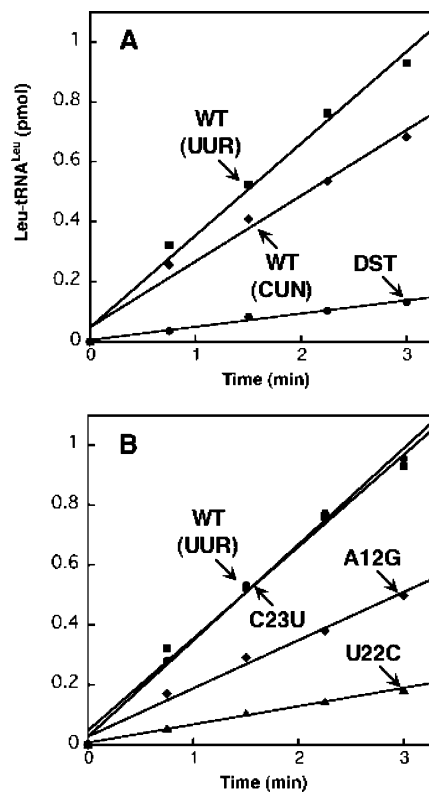 A
Leu-tRNA^Leu (pmol)
1
0.8
0.6
0.4
0.2
0
WT
(UUR)
WT
(CUN)
DST
0 1 2 3
Time (min)
B
1
0.8
0.6
0.4
0.2
0
WT
(UUR)
C23U
A12G
U22C
0 1 2 3
Time (min)